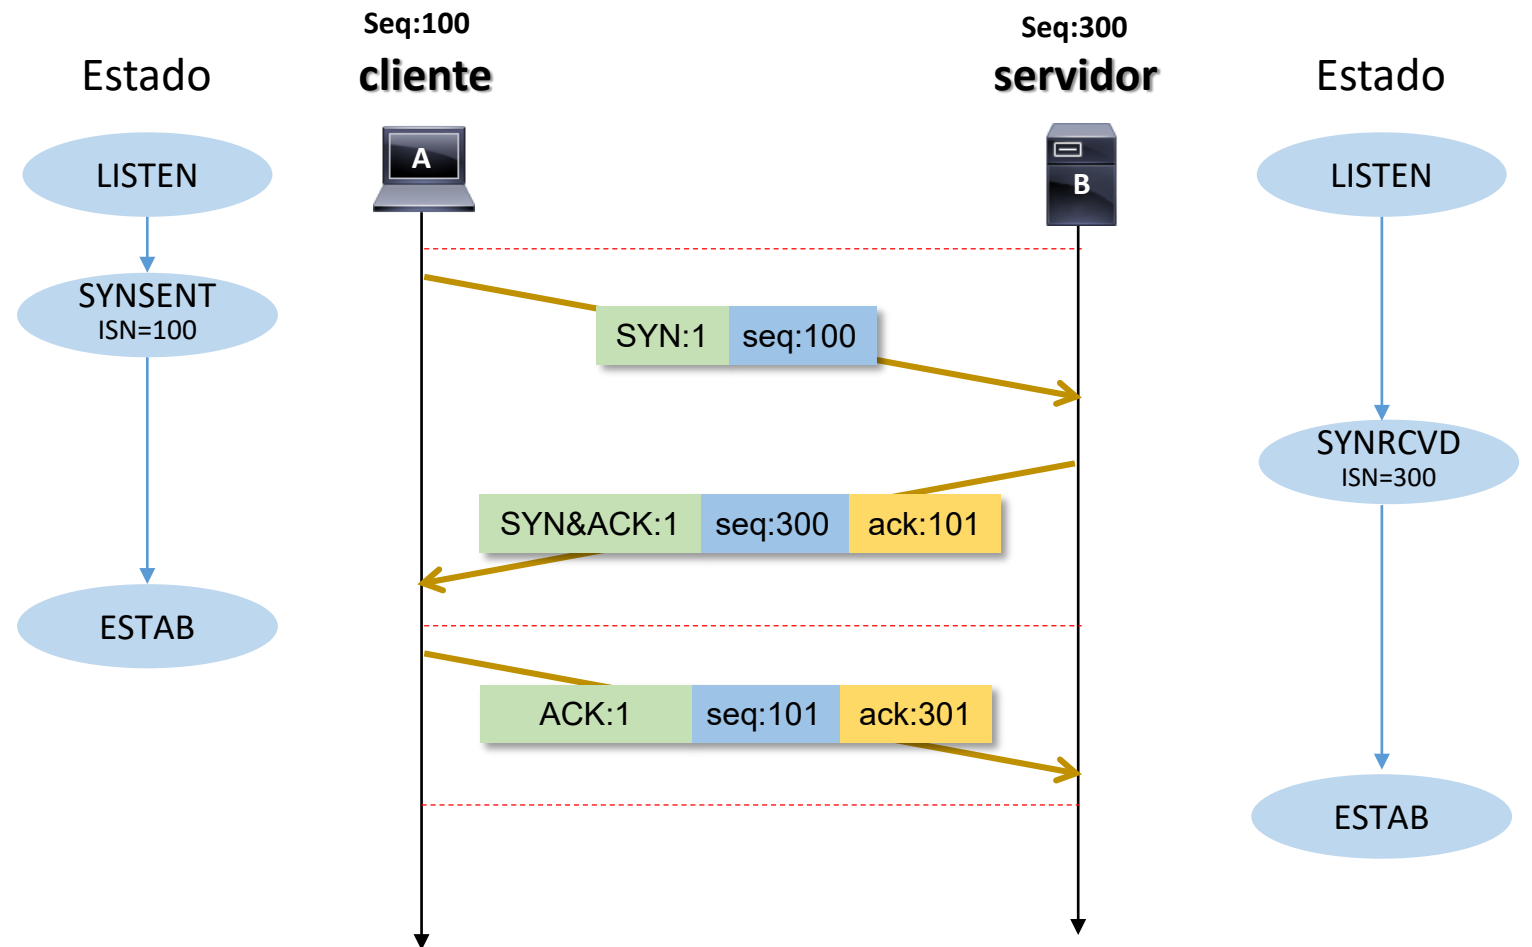 Seq:100
Seq:300
Estado
cliente
servidor
Estado
LISTEN
A
B
LISTEN
SYNSENT
ISN=100
SYN:1 seq:100
SYNRCVD
ISN=300
SYN&ACK:1 seq:300 ack:101
ESTAB
ACK:1 seq:101 ack:301
ESTAB